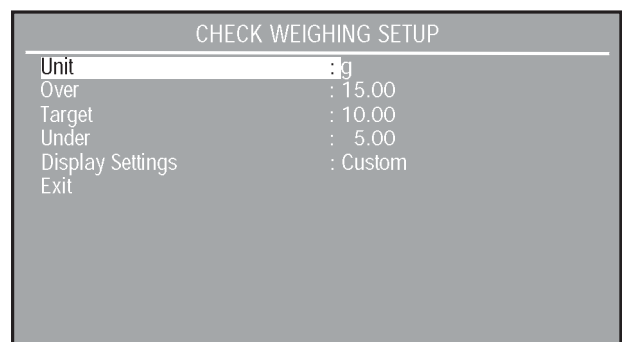 CHECK WEIGHING SETUP
Unit : g
Over : 15.00
Target : 10.00
Under : 5.00
Display Settings : Custom
Exit